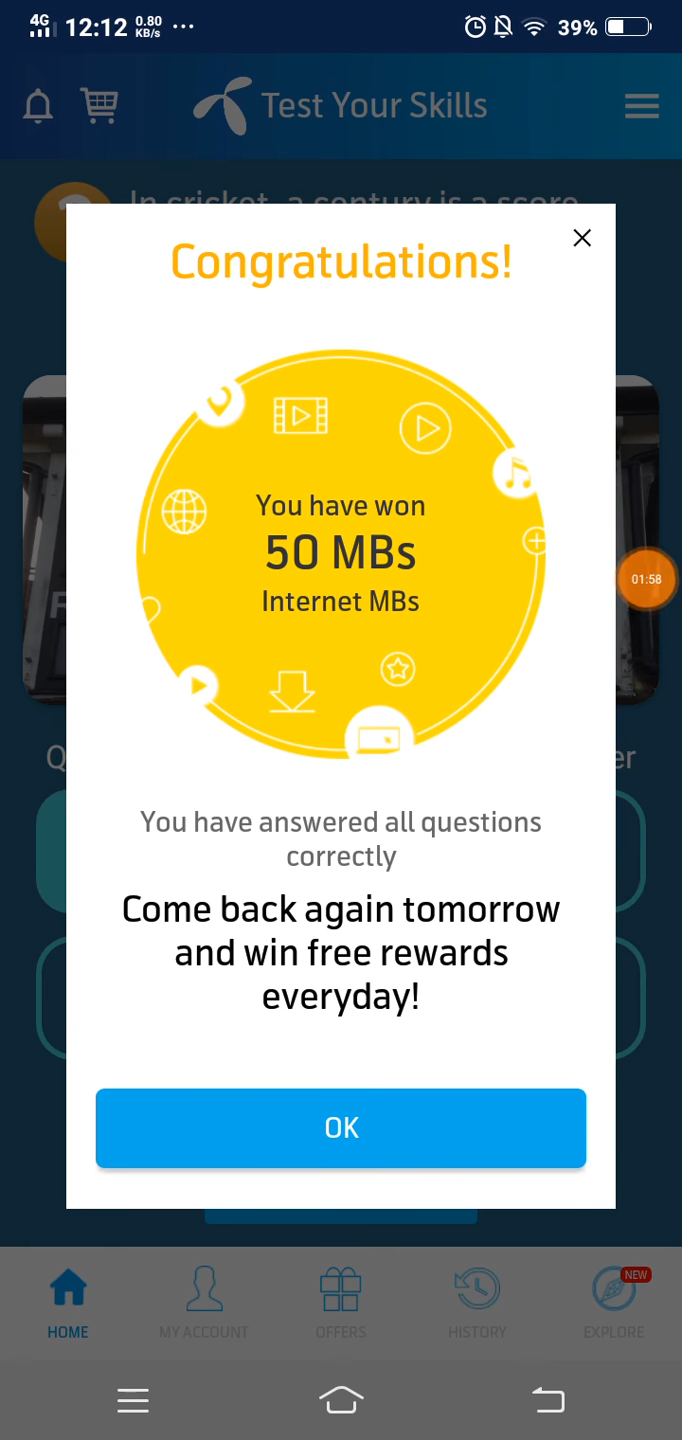 4G 12:12 0.80 KB/s ... 39%
Test Your Skills
In cricket, a century is a score
Congratulations!
You have won
50 MBs
Internet MBs
01:58
You have answered all questions
correctly
Come back again tomorrow
and win free rewards
everyday!
OK
NEW
HOME MY ACCOUNT OFFERS HISTORY EXPLORE